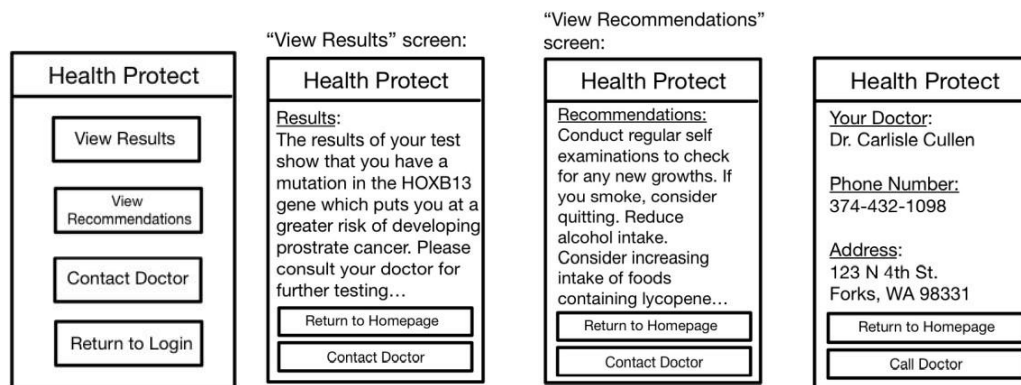 Health Protect
View Results
View
Recommendations
Contact Doctor
Return to Login
“View Results” screen:
Health Protect
Results:
The results of your test
show that you have a
mutation in the HOXB13
gene which puts you at a
greater risk of developing
prostrate cancer. Please
consult your doctor for
further testing…
Return to Homepage
Contact Doctor
“View Recommendations”
screen:
Health Protect
Recommendations:
Conduct regular self
examinations to check
for any new growths. If
you smoke, consider
quitting. Reduce
alcohol intake.
Consider increasing
intake of foods
containing lycopene…
Return to Homepage
Contact Doctor
Health Protect
Your Doctor:
Dr. Carlisle Cullen
Phone Number:
374-432-1098
Address:
123 N 4th St.
Forks, WA 98331
Return to Homepage
Call Doctor